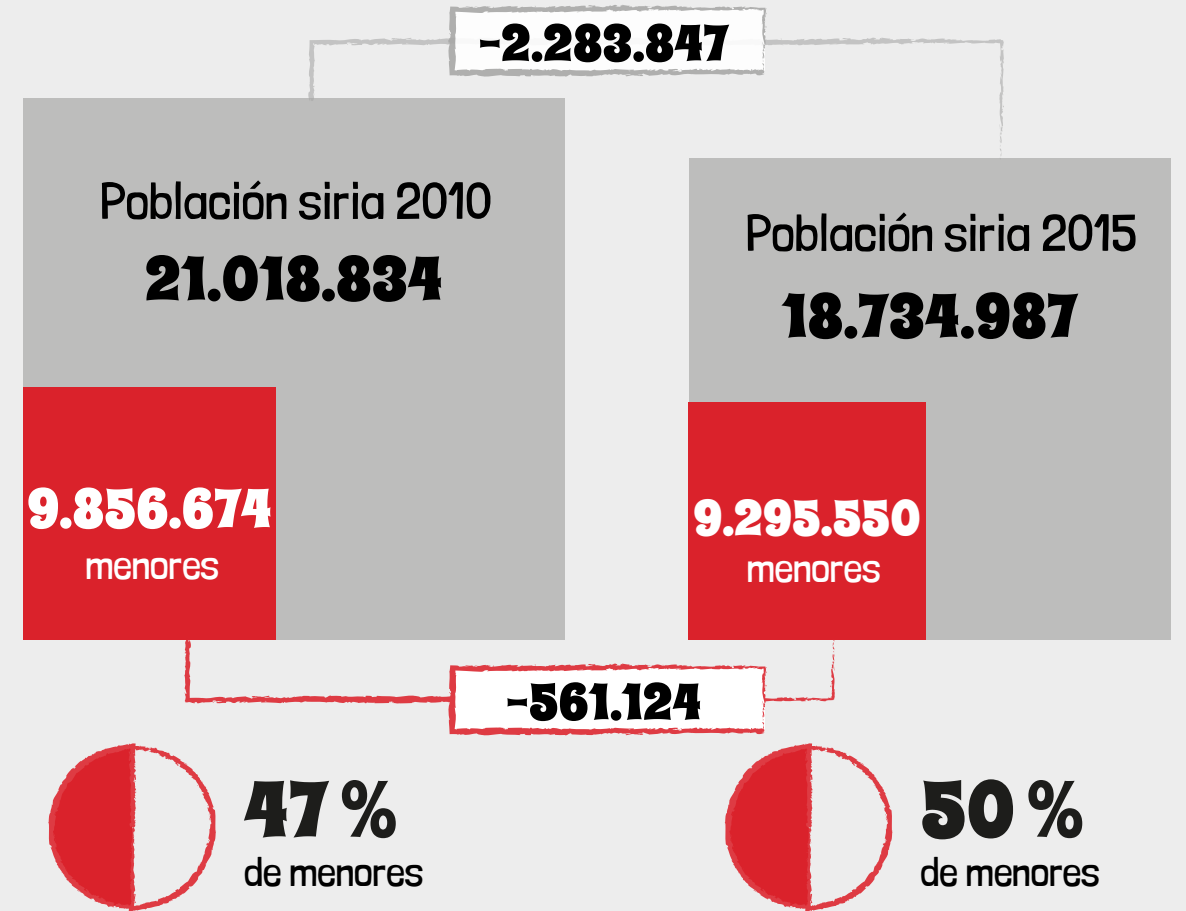 -2.283.847
Población siria 2010
21.018.834
9.856.674
menores
Población siria 2015
18.734.987
9.295.550
menores
-561.124
47 %
de menores
50 %
de menores